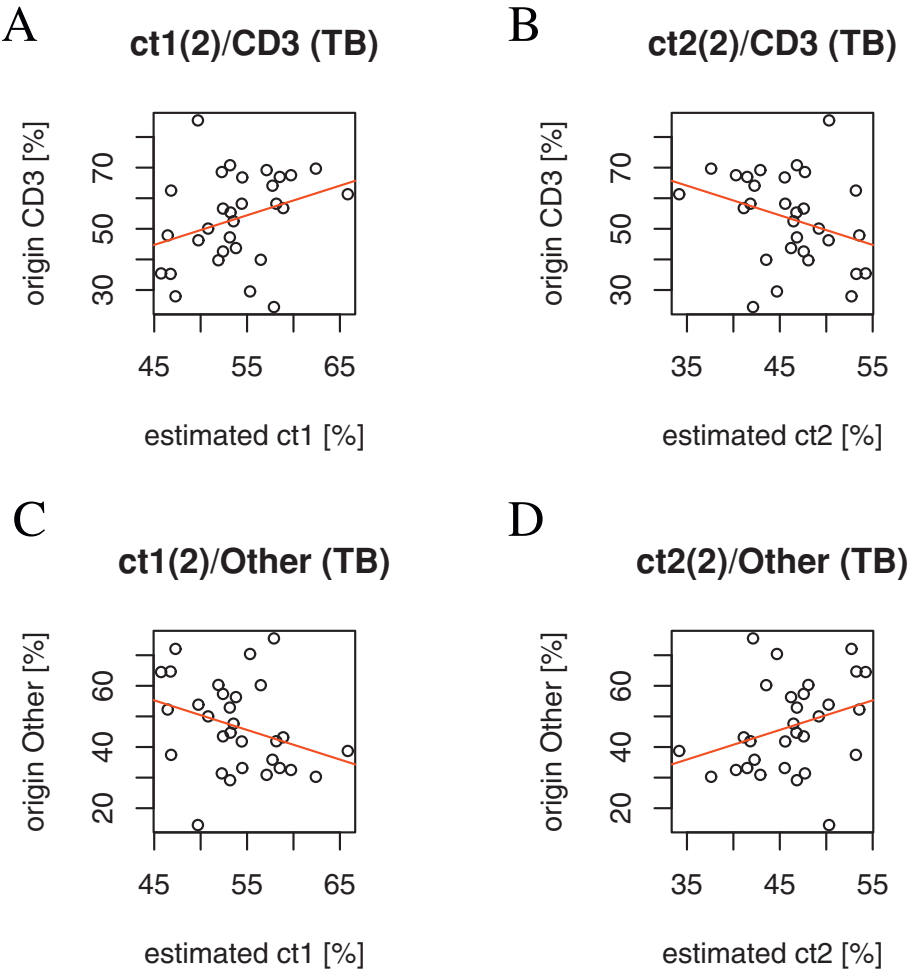 A
ct1(2)/CD3 (TB)
origin CD3 [%]
70
50
30
45 55 65
estimated ct1 [%]
B
ct2(2)/CD3 (TB)
origin CD3 [%]
70
50
30
35 45 55
estimated ct2 [%]
C
ct1(2)/Other (TB)
origin Other [%]
60
40
20
45 55 65
estimated ct1 [%]
D
ct2(2)/Other (TB)
origin Other [%]
60
40
20
35 45 55
estimated ct2 [%]